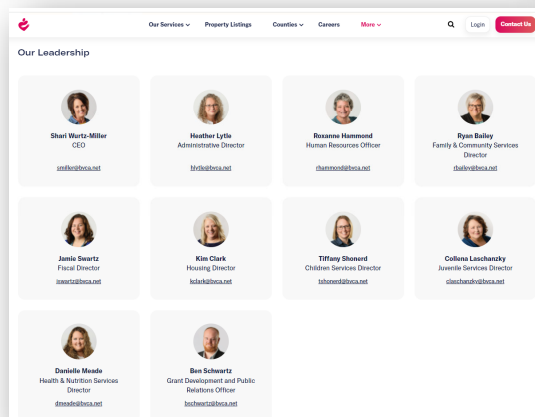 Our Services
Property Listings
Counties
Careers
More
Login
Contact Us
Our Leadership
Shari Wurtz-Miller
CEO
smiller@bvca.net
Heather Lytle
Administrative Director
hlytle@bvca.net
Roxanne Hammond
Human Resources Officer
rhammond@bvca.net
Ryan Bailey
Family & Community Services
Director
rbailey@bvca.net
Jamie Swartz
Fiscal Director
jswartz@bvca.net
Kim Clark
Housing Director
kclark@bvca.net
Tiffany Shonerd
Children Services Director
tshonerd@bvca.net
Collena Laschanzky
Juvenile Services Director
claschanzky@bvca.net
Danielle Meade
Health & Nutrition Services
Director
dmeade@bvca.net
Ben Schwartz
Grant Development and Public
Relations Officer
bschwartz@bvca.net